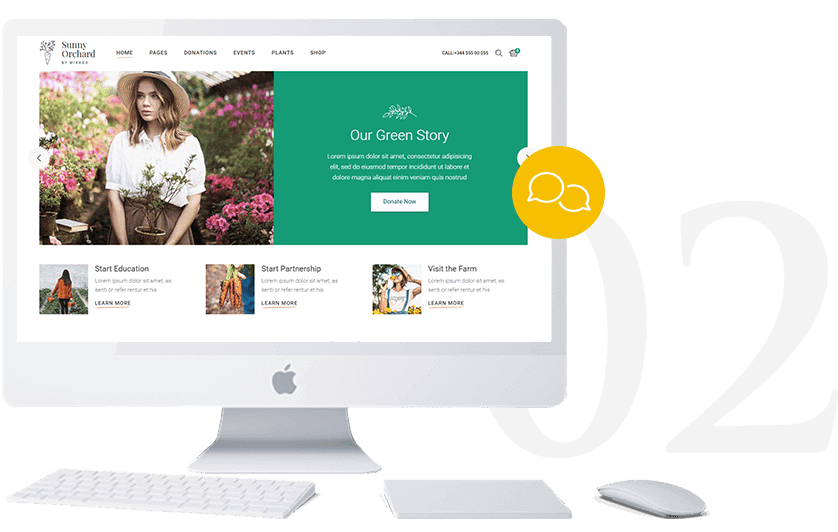 Sunny
Orchard
BY MIKADO
HOME PAGES DONATIONS EVENTS PLANTS SHOP
CALL:+344 555 00 055
Our Green Story
Lorem ipsum dolor sit amet, consectetur adipisicing
elit, sed do eiusmod tempor incididunt ut labore et
dolore magna aliquat enim veniam quis nostrud
Donate Now
Start Education
Lorem ipsum dolor sit amet, as
senti or refer rentur et his
LEARN MORE
Start Partnership
Lorem ipsum dolor sit amet, as
senti or refer rentur et his
LEARN MORE
Visit the Farm
Lorem ipsum dolor sit amet, as
senti or refer rentur et his
LEARN MORE
02